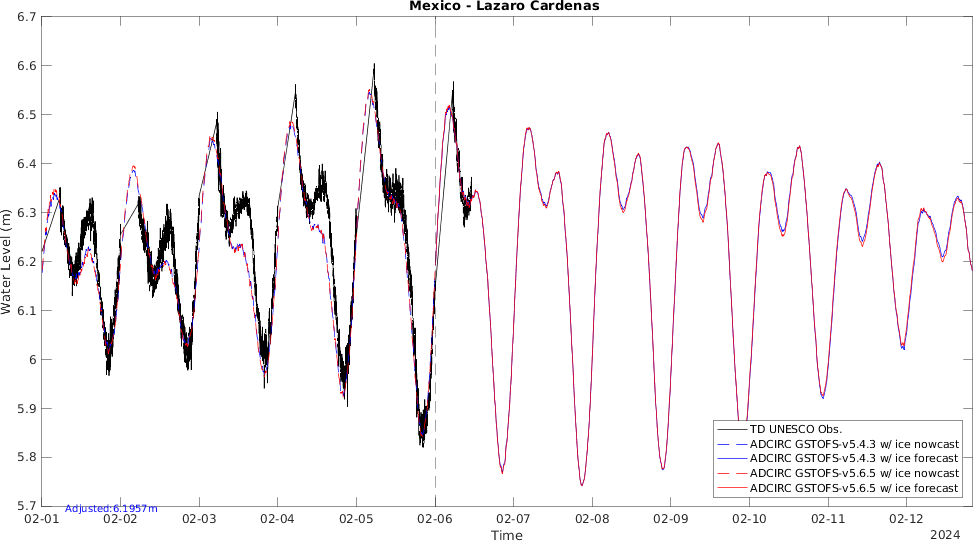 Mexico - Lazaro Cardenas
6.7
6.6
6.5
6.4
6.3
6.2
6.1
6
5.9
5.8
5.7
Water Level (m)
TD UNESCO Obs.
ADCIRC GSTOFS-v5.4.3 w/ ice nowcast
ADCIRC GSTOFS-v5.4.3 w/ ice forecast
ADCIRC GSTOFS-v5.6.5 w/ ice nowcast
ADCIRC GSTOFS-v5.6.5 w/ ice forecast
Adjusted:6.1957m
02-01 02-02 02-03 02-04 02-05 02-06 02-07 02-08 02-09 02-10 02-11 02-12
Time
2024